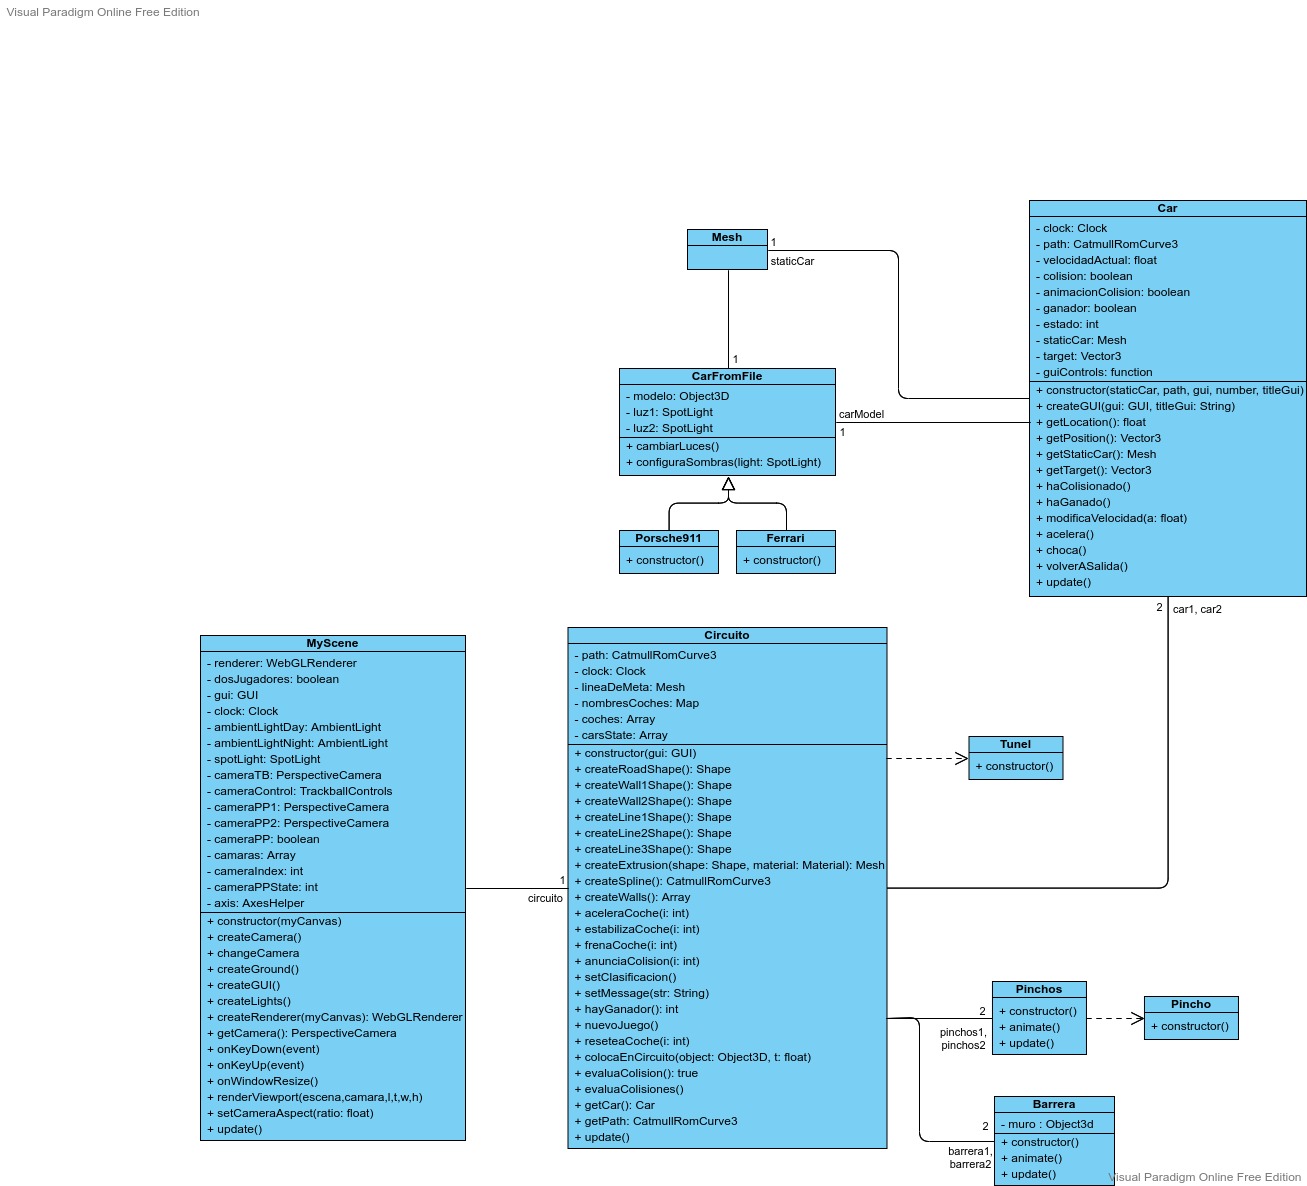 Visual Paradigm Online Free Edition
Car
- clock: Clock
- path: CatmullRomCurve3
- velocidadActual: float
- colision: boolean
- animacionColision: boolean
- ganador: boolean
- estado: int
- staticCar: Mesh
- target: Vector3
- guiControls: function
+ constructor(staticCar, path, gui, number, titleGui)
+ createGUI(gui: GUI, titleGui: String)
+ getLocation(): float
+ getPosition(): Vector3
+ getStaticCar(): Mesh
+ getTarget(): Vector3
+ haColisionado()
+ haGanado()
+ modificaVelocidad(a: float)
+ acelera()
+ choca()
+ volverASalida()
+ update()
2
car1, car2
Mesh
1
staticCar
1
CarFromFile
- modelo: Object3D
- luz1: SpotLight
- luz2: SpotLight
+ cambiarLuces()
+ configuraSombras(light: SpotLight)
carModel
1
Porsche911
+ constructor()
Ferrari
+ constructor()
MyScene
- renderer: WebGLRenderer
- dosJugadores: boolean
- gui: GUI
- clock: Clock
- ambientLightDay: AmbientLight
- ambientLightNight: AmbientLight
- spotLight: SpotLight
- cameraTB: PerspectiveCamera
- cameraControl: TrackballControls
- cameraPP1: PerspectiveCamera
- cameraPP2: PerspectiveCamera
- cameraPP: boolean
- camaras: Array
- cameraIndex: int
- cameraPPState: int
- axis: AxesHelper
+ constructor(myCanvas)
+ createCamera()
+ changeCamera
+ createGround()
+ createGUI()
+ createLights()
+ createRenderer(myCanvas): WebGLRenderer
+ getCamera(): PerspectiveCamera
+ onKeyDown(event)
+ onKeyUp(event)
+ onWindowResize()
+ renderViewport(escena,camara,l,t,w,h)
+ setCameraAspect(ratio: float)
+ update()
1
circuito
Circuito
- path: CatmullRomCurve3
- clock: Clock
- lineaDeMeta: Mesh
- nombresCoches: Map
- coches: Array
- carsState: Array
+ constructor(gui: GUI)
+ createRoadShape(): Shape
+ createWall1Shape(): Shape
+ createWall2Shape(): Shape
+ createLine1Shape(): Shape
+ createLine2Shape(): Shape
+ createLine3Shape(): Shape
+ createExtrusion(shape: Shape, material: Material): Mesh
+ createSpline(): CatmullRomCurve3
+ createWalls(): Array
+ aceleraCoche(i: int)
+ estabilizaCoche(i: int)
+ frenaCoche(i: int)
+ anunciaColision(i: int)
+ setClasificacion()
+ setMessage(str: String)
+ hayGanador(): int
+ nuevoJuego()
+ reseteaCoche(i: int)
+ colocaEnCircuito(object: Object3D, t: float)
+ evaluaColision(): true
+ evaluaColisiones()
+ getCar(): Car
+ getPath: CatmullRomCurve3
+ update()
Tunel
+ constructor()
2
pinchos1,
pinchos2
Pinchos
+ constructor()
+ animate()
+ update()
Pincho
+ constructor()
2
barrera1,
barrera2
Barrera
- muro : Object3d
+ constructor()
+ animate()
+ update()
Visual Paradigm Online Free Edition